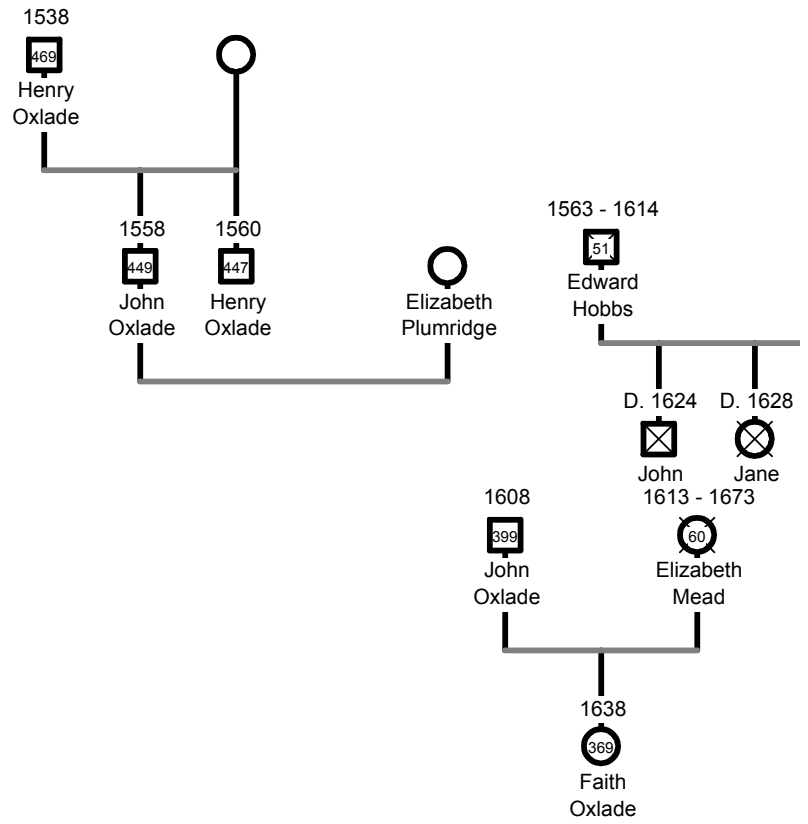 1538
469
Henry
Oxlade
1558
449
John
Oxlade
1560
447
Henry
Oxlade
Elizabeth
Plumridge
1563 - 1614
51
Edward
Hobbs
D. 1624
John
D. 1628
Jane
1608
399
John
Oxlade
1613 - 1673
60
Elizabeth
Mead
1638
369
Faith
Oxlade